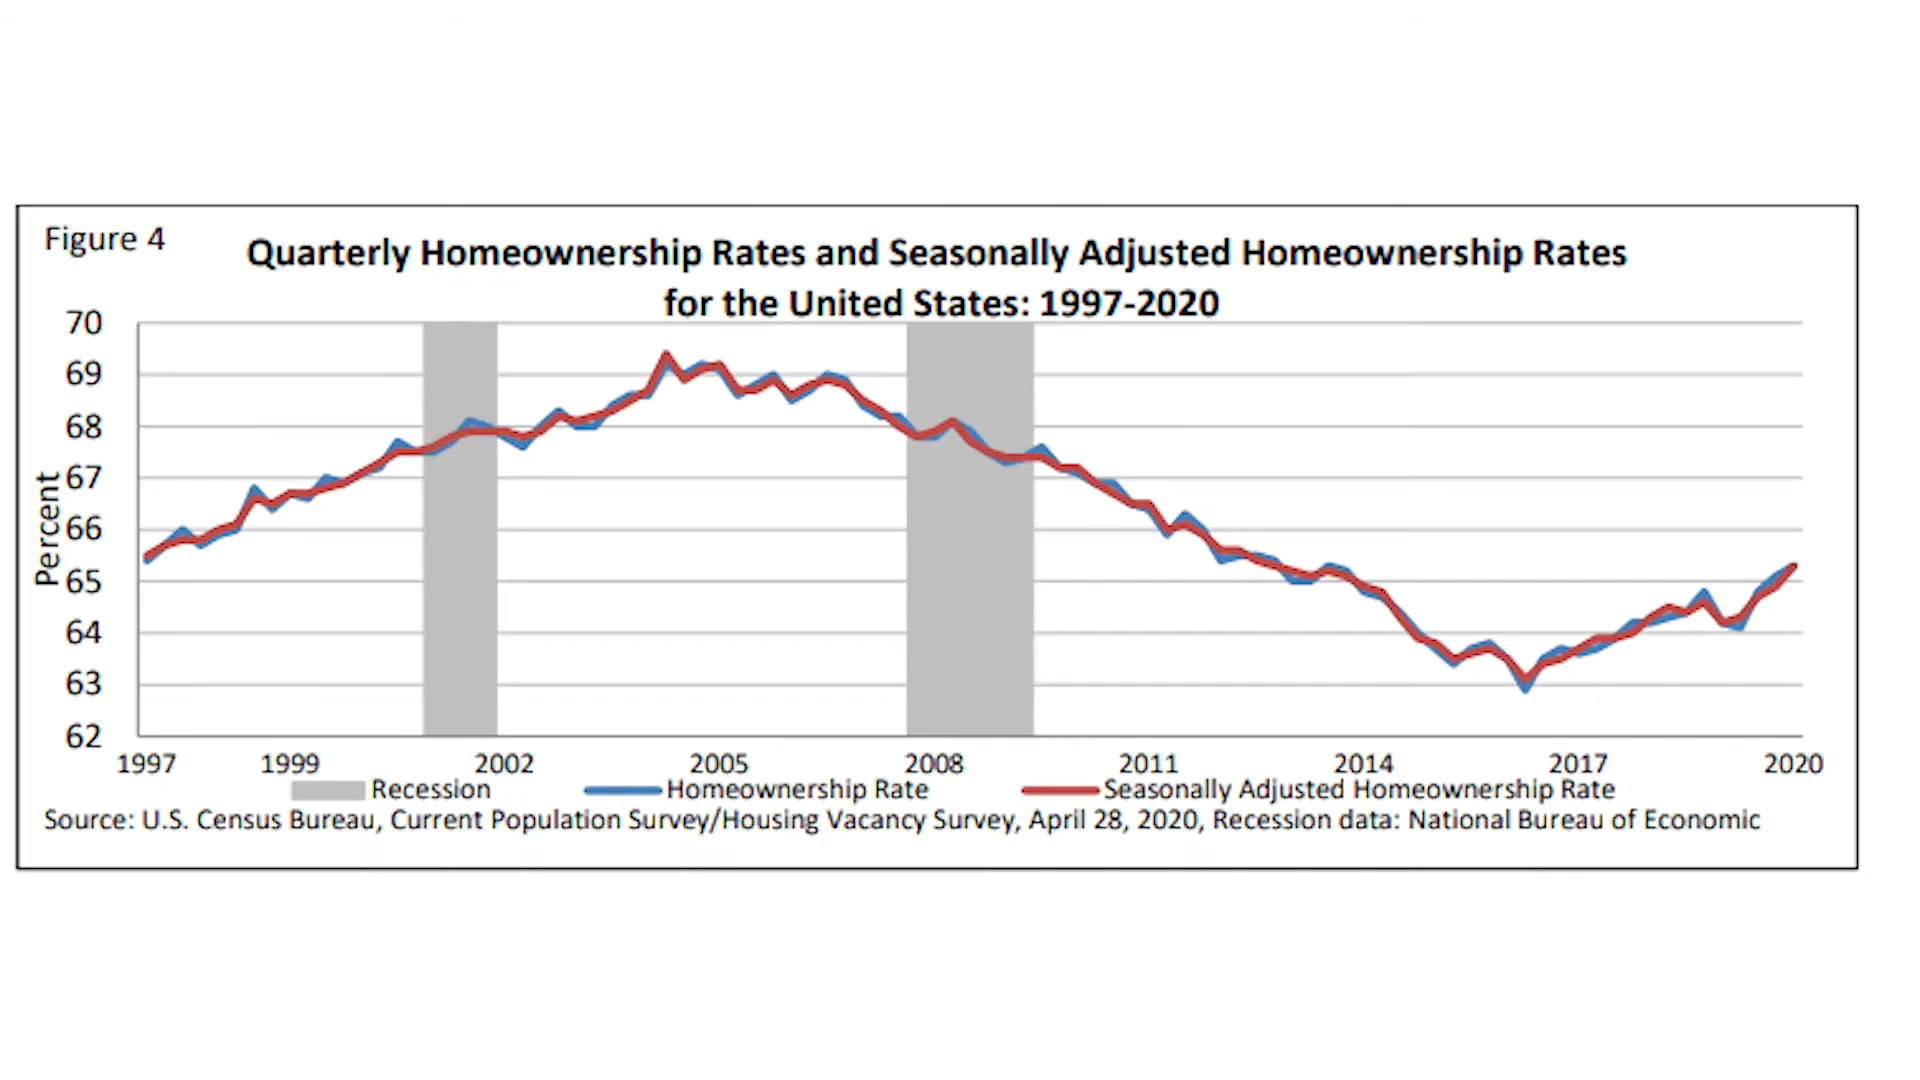 Figure 4
Quarterly Homeownership Rates and Seasonally Adjusted Homeownership Rates
for the United States: 1997-2020
Percent
70
69
68
67
66
65
64
63
62
1997 1999 2002 2005 2008 2011 2014 2017 2020
Recession Homeownership Rate Seasonally Adjusted Homeownership Rate
Source: U.S. Census Bureau, Current Population Survey/Housing Vacancy Survey, April 28, 2020, Recession data: National Bureau of Economic